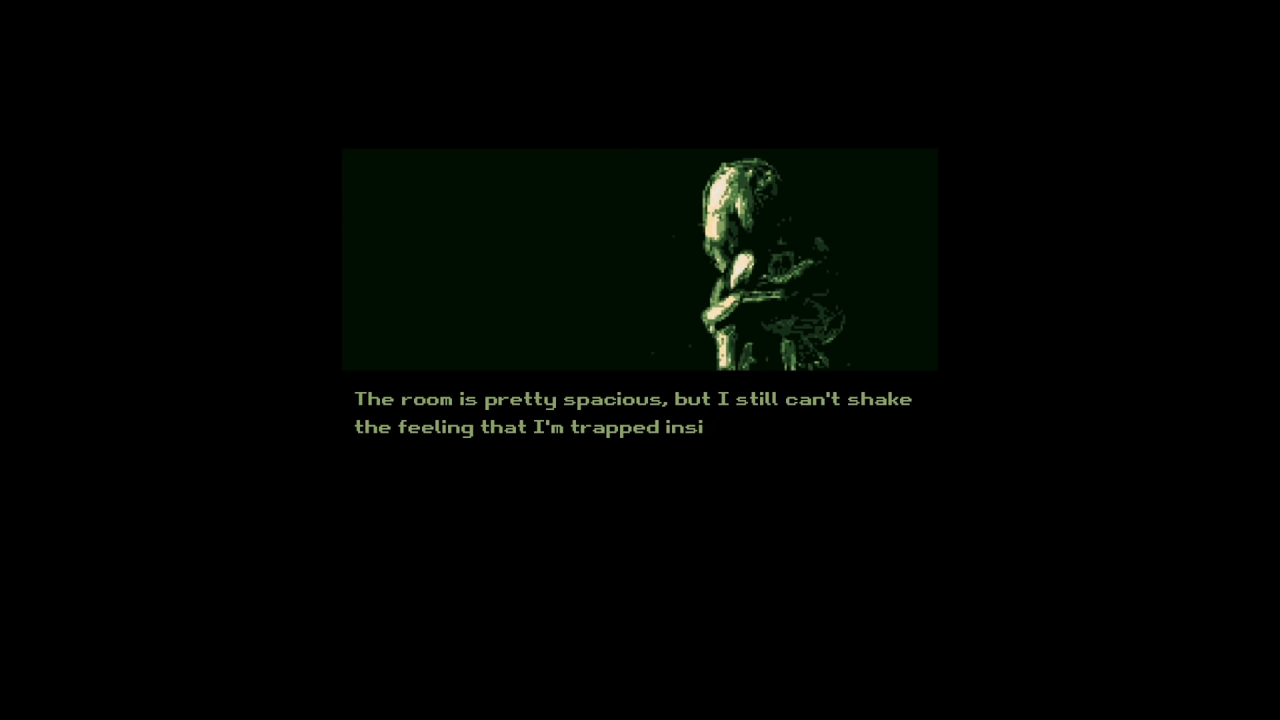 The room is pretty spacious, but I still can't shake
the feeling that I'm trapped insi